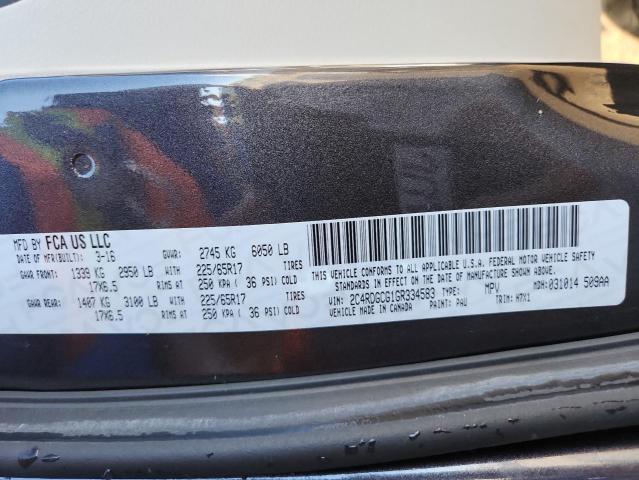 MFD BY FCA US LLC
DATE OF MFR(BUILT): 3-16 GVWR: 2745 KG 6050 LB
GAWR FRONT: 1339 KG 2950 LB WITH 225/65R17 TIRES
17X6.5 RIMS AT 250 KPA ( 36 PSI) COLD
GAWR REAR: 1407 KG 3100 LB WITH 225/65R17 TIRES
17X6.5 RIMS AT 250 KPA ( 36 PSI) COLD
THIS VEHICLE CONFORMS TO ALL APPLICABLE U.S.A. FEDERAL MOTOR VEHICLE SAFETY
STANDARDS IN EFFECT ON THE DATE OF MANUFACTURE SHOWN ABOVE.
VIN: 2C4RDGCG1GR334583 TYPE: MPV MDH:031014 509AA
VEHICLE MADE IN CANADA PAINT: PAU TRIM: H7X1